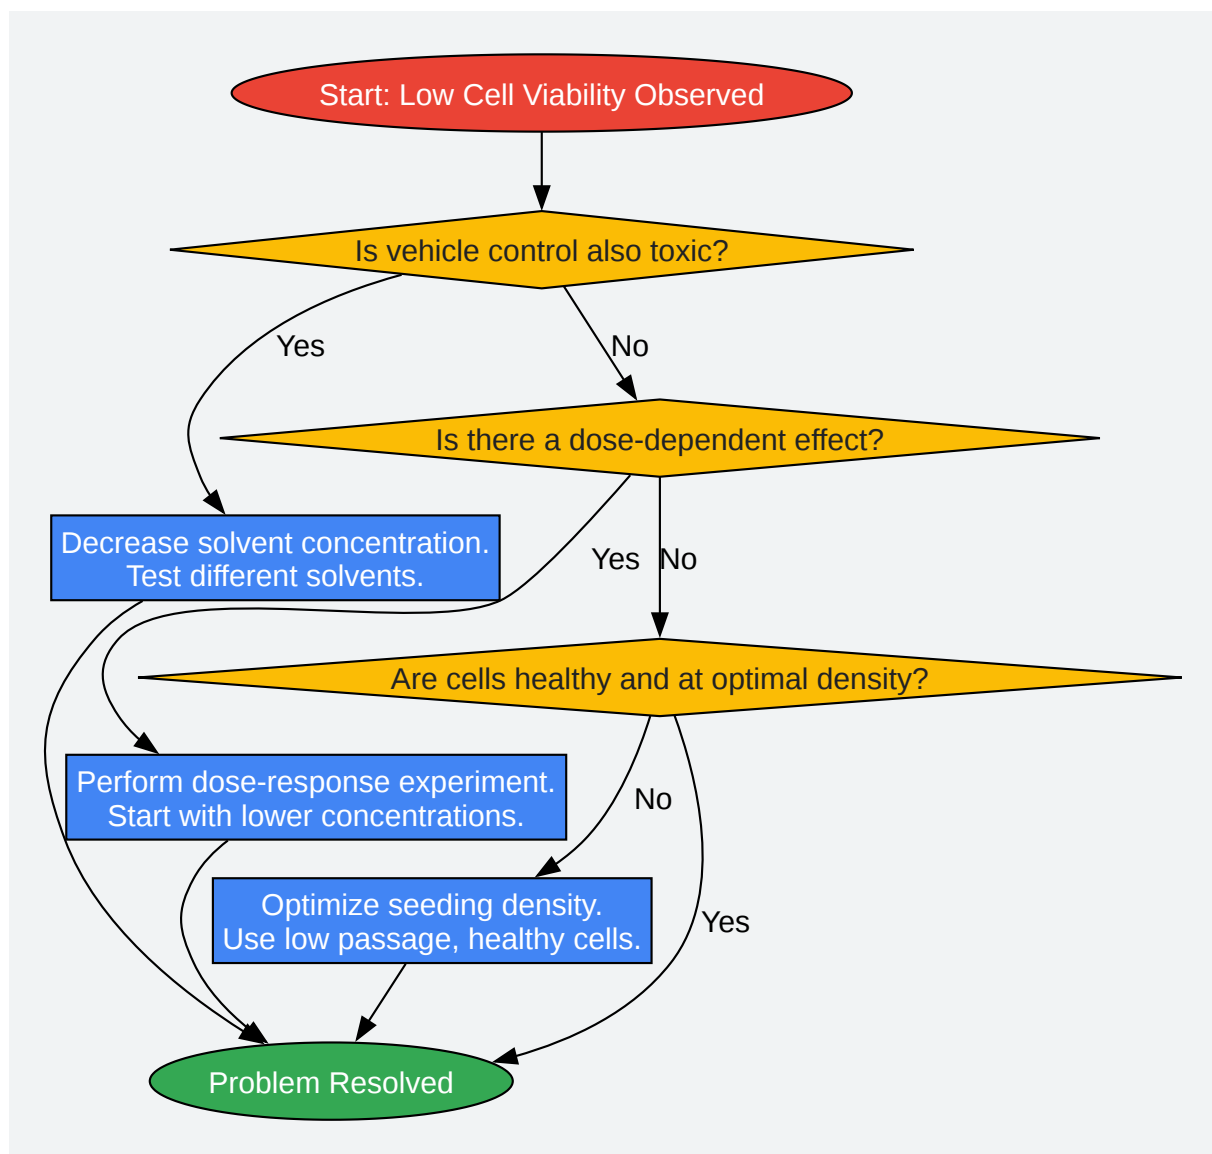 Start: Low Cell Viability Observed
Is vehicle control also toxic?
Yes
No
Is there a dose-dependent effect?
Decrease solvent concentration.
Test different solvents.
Yes
No
Are cells healthy and at optimal density?
Perform dose-response experiment.
Start with lower concentrations.
No
Optimize seeding density.
Use low passage, healthy cells.
Yes
Problem Resolved